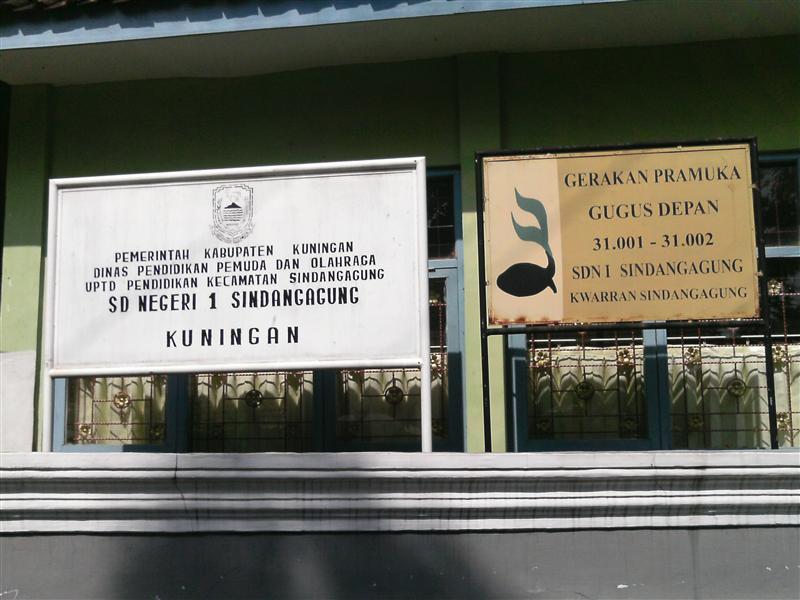 PEMERINTAH KABUPATEN KUNINGAN
DINAS PENDIDIKAN PEMUDA DAN OLAHRAGA
UPTD PENDIDIKAN KECAMATAN SINDANGAGUNG
SD NEGERI 1 SINDANGAGUNG
KUNINGAN
GERAKAN PRAMUKA
GUGUS DEPAN
31.001 - 31.002
SDN I SINDANGAGUNG
KWARRAN SINDANGAGUNG